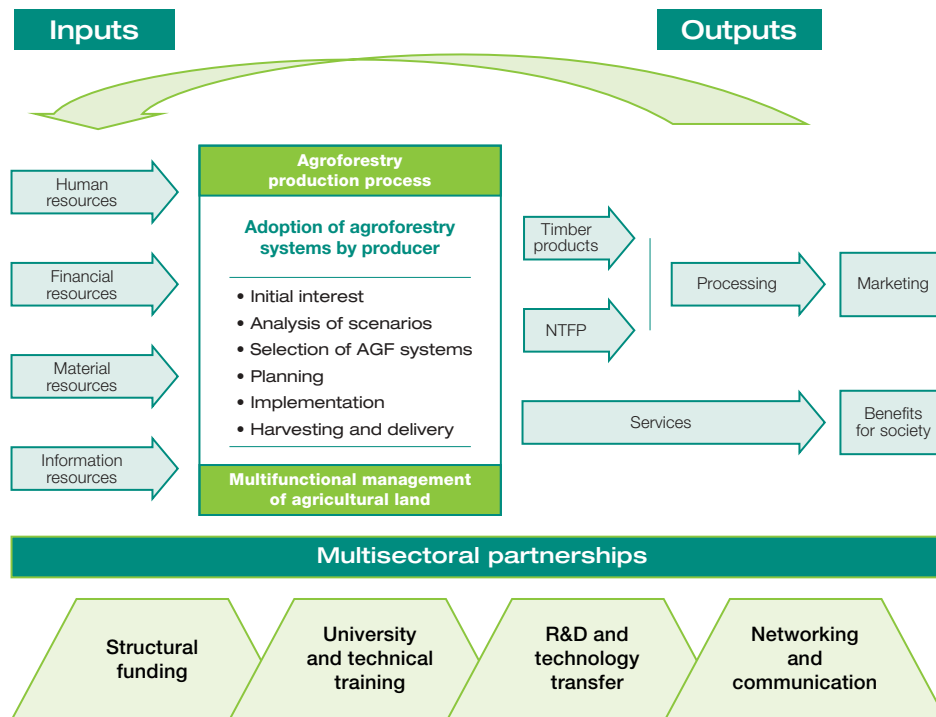 Inputs
Outputs
Human
resources
Financial
resources
Material
resources
Information
resources
Agroforestry
production process
Adoption of agroforestry
systems by producer
• Initial interest
• Analysis of scenarios
• Selection of AGF systems
• Planning
• Implementation
• Harvesting and delivery
Multifunctional management
of agricultural land
Timber
products
NTFP
Processing
Marketing
Services
Benefits
for society
Multisectoral partnerships
Structural
funding
University
and technical
training
R&D and
technology
transfer
Networking
and
communication